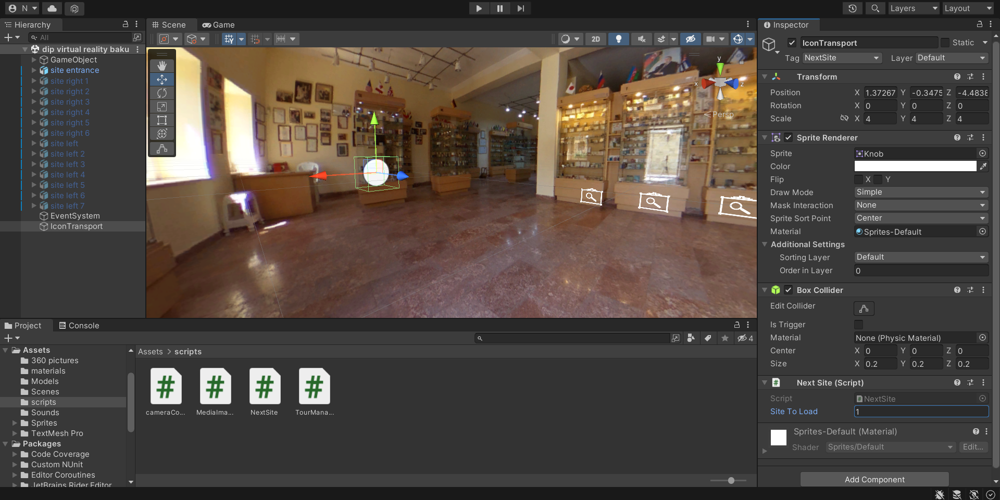 N
Layers
Layout
Hierarchy
All
dip virtual reality baku
GameObject
site entrance
site right 1
site right 2
site right 3
site right 4
site right 5
site right 6
site left
site left 2
site left 3
site left 4
site left 5
site left 6
site left 7
EventSystem
IconTransport
Scene
Game
2D
y
x
z
Persp
Inspector
IconTransport
Static
Tag NextSite Layer Default
Transform
Position X 1.37267 Y -0.3475 Z -4.4838
Rotation X 0 Y 0 Z 0
Scale X 4 Y 4 Z 4
Sprite Renderer
Sprite Knob
Color
Flip X Y
Draw Mode Simple
Mask Interaction None
Sprite Sort Point Center
Material Sprites-Default
Additional Settings
Sorting Layer Default
Order in Layer 0
Box Collider
Edit Collider
Is Trigger
Material None (Physic Material)
Center X 0 Y 0 Z 0
Size X 0.2 Y 0.2 Z 0.2
Next Site (Script)
Script NextSite
Site To Load 1
Sprites-Default (Material)
Shader Sprites/Default Edit...
Add Component
Project
Console
4
Assets
360 pictures
materials
Models
Scenes
scripts
Sounds
Sprites
TextMesh Pro
Packages
Code Coverage
Custom NUnit
Editor Coroutines
JetBrains Rider Editor
Assets > scripts
cameraCo... MediaIma... NextSite TourMana...